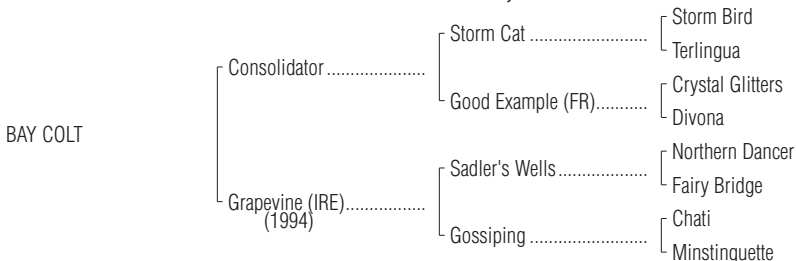 Storm Bird
Storm Cat ........................
Terlingua
Consolidator .....................
Crystal Glitters
Good Example (FR)...........
Divona
BAY COLT
Northern Dancer
Sadler's Wells ..................
Fairy Bridge
Grapevine (IRE).................
(1994)
Chati
Gossiping ........................
Minstinguette